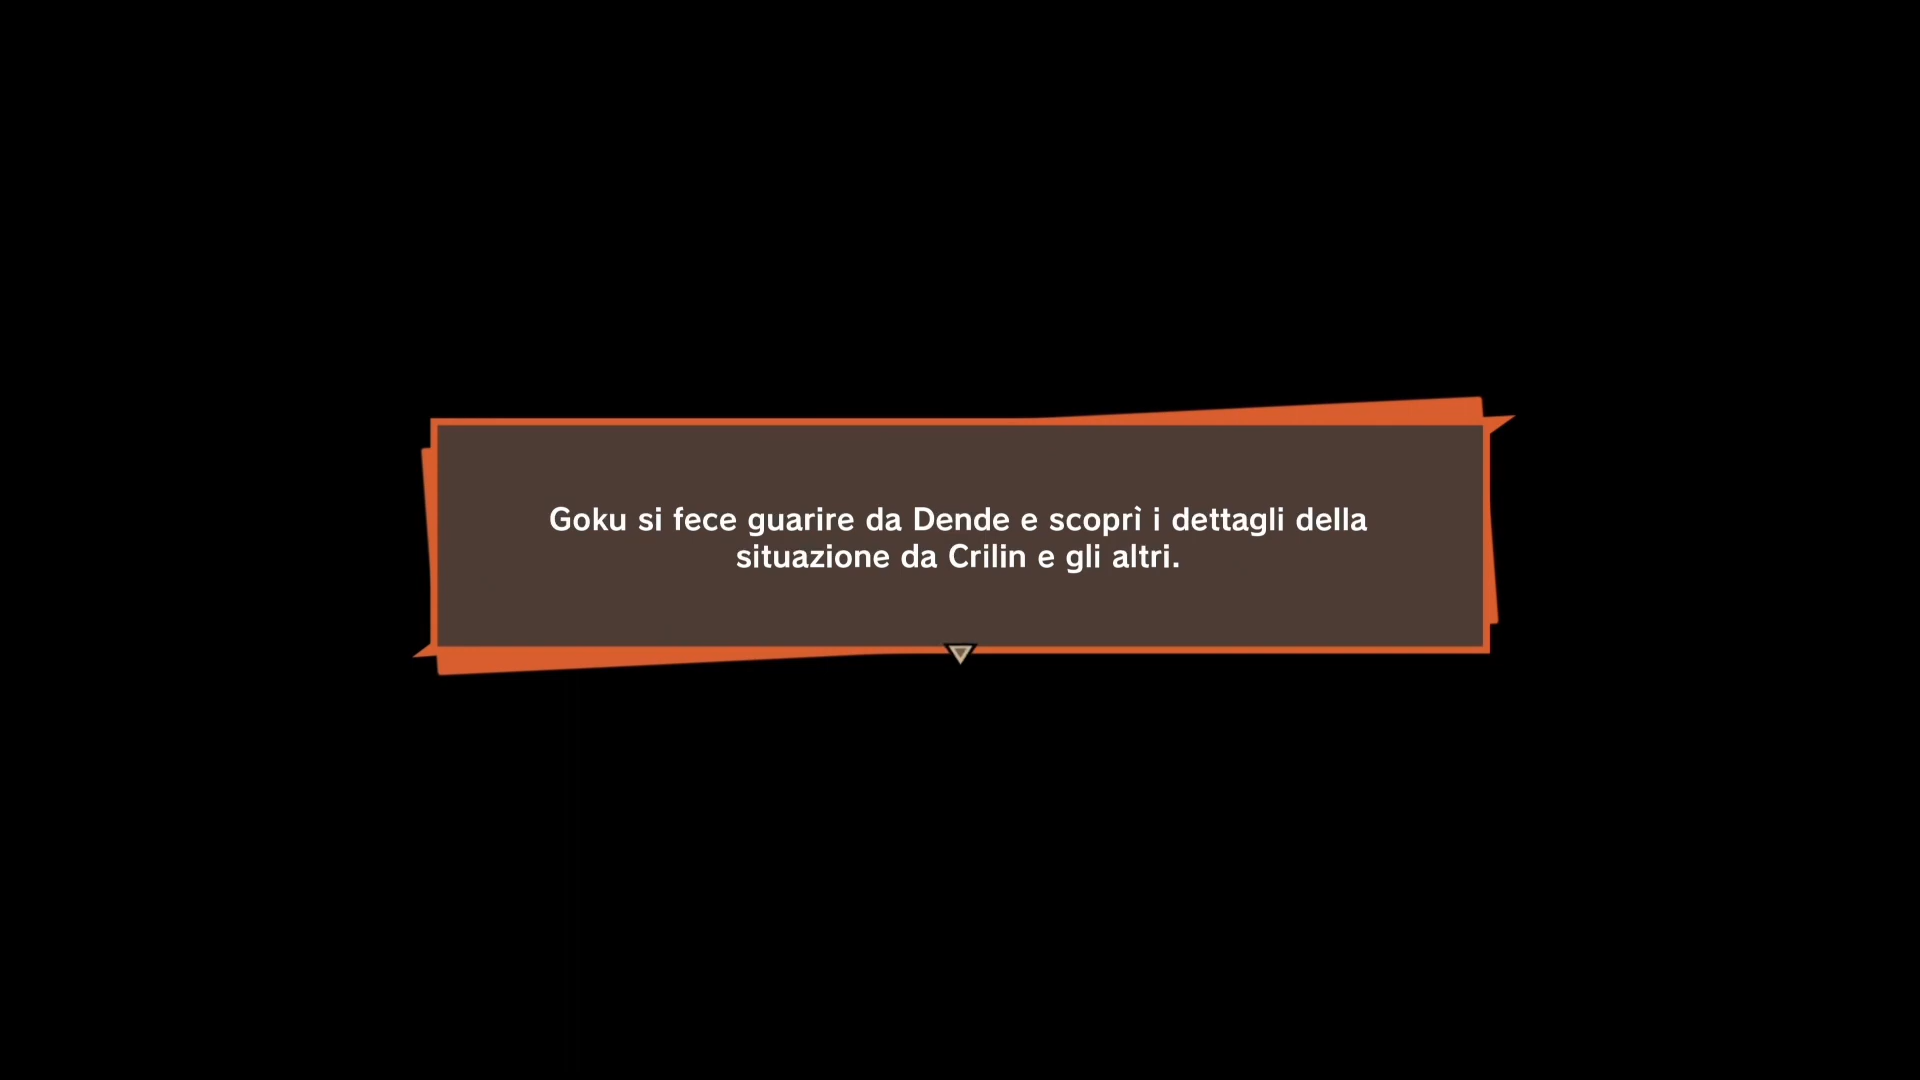 Goku si fece guarire da Dende e scoprì i dettagli della
situazione da Crilin e gli altri.